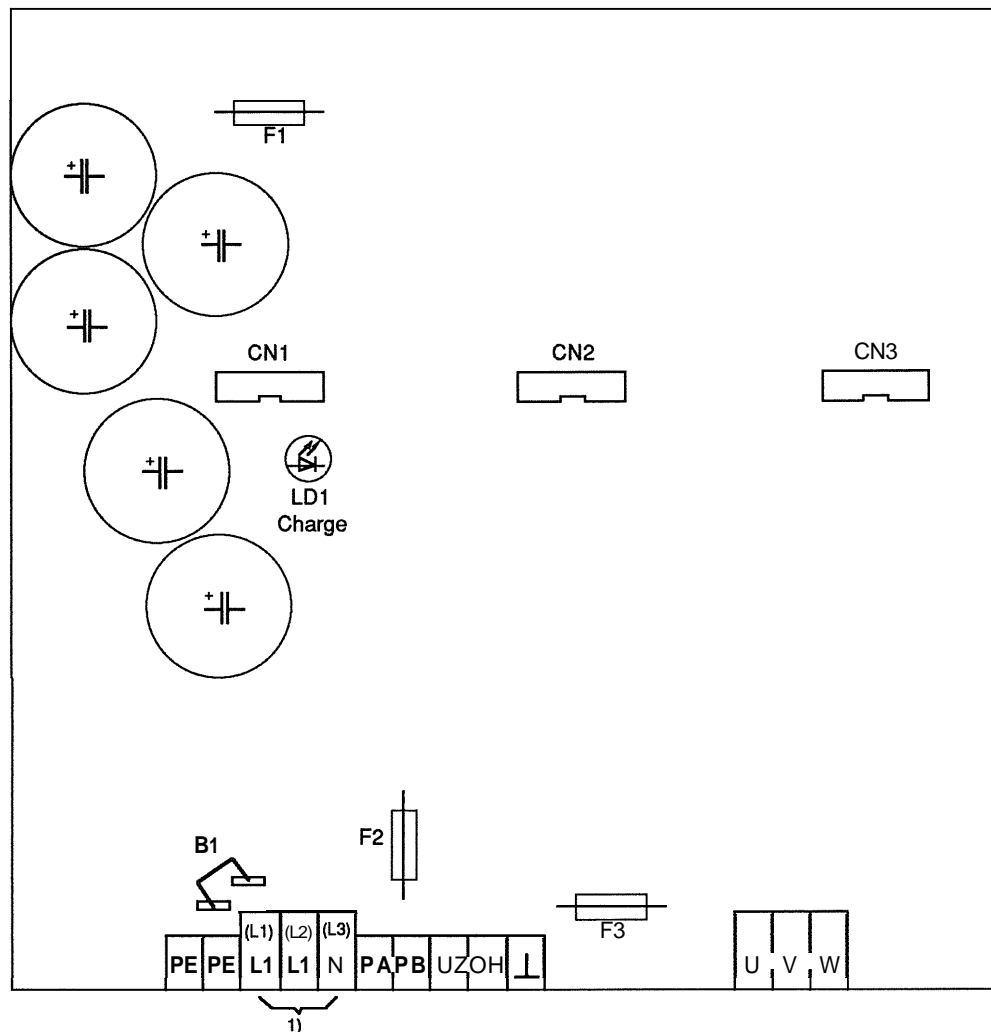 F1
+
+
+
CN1 CN2 CN3
+
LD1
Charge
+
F2
B1
F3
(L1) (L2) (L3)
PE PE L1 L1 N PA PB UZ OH U V W
1)